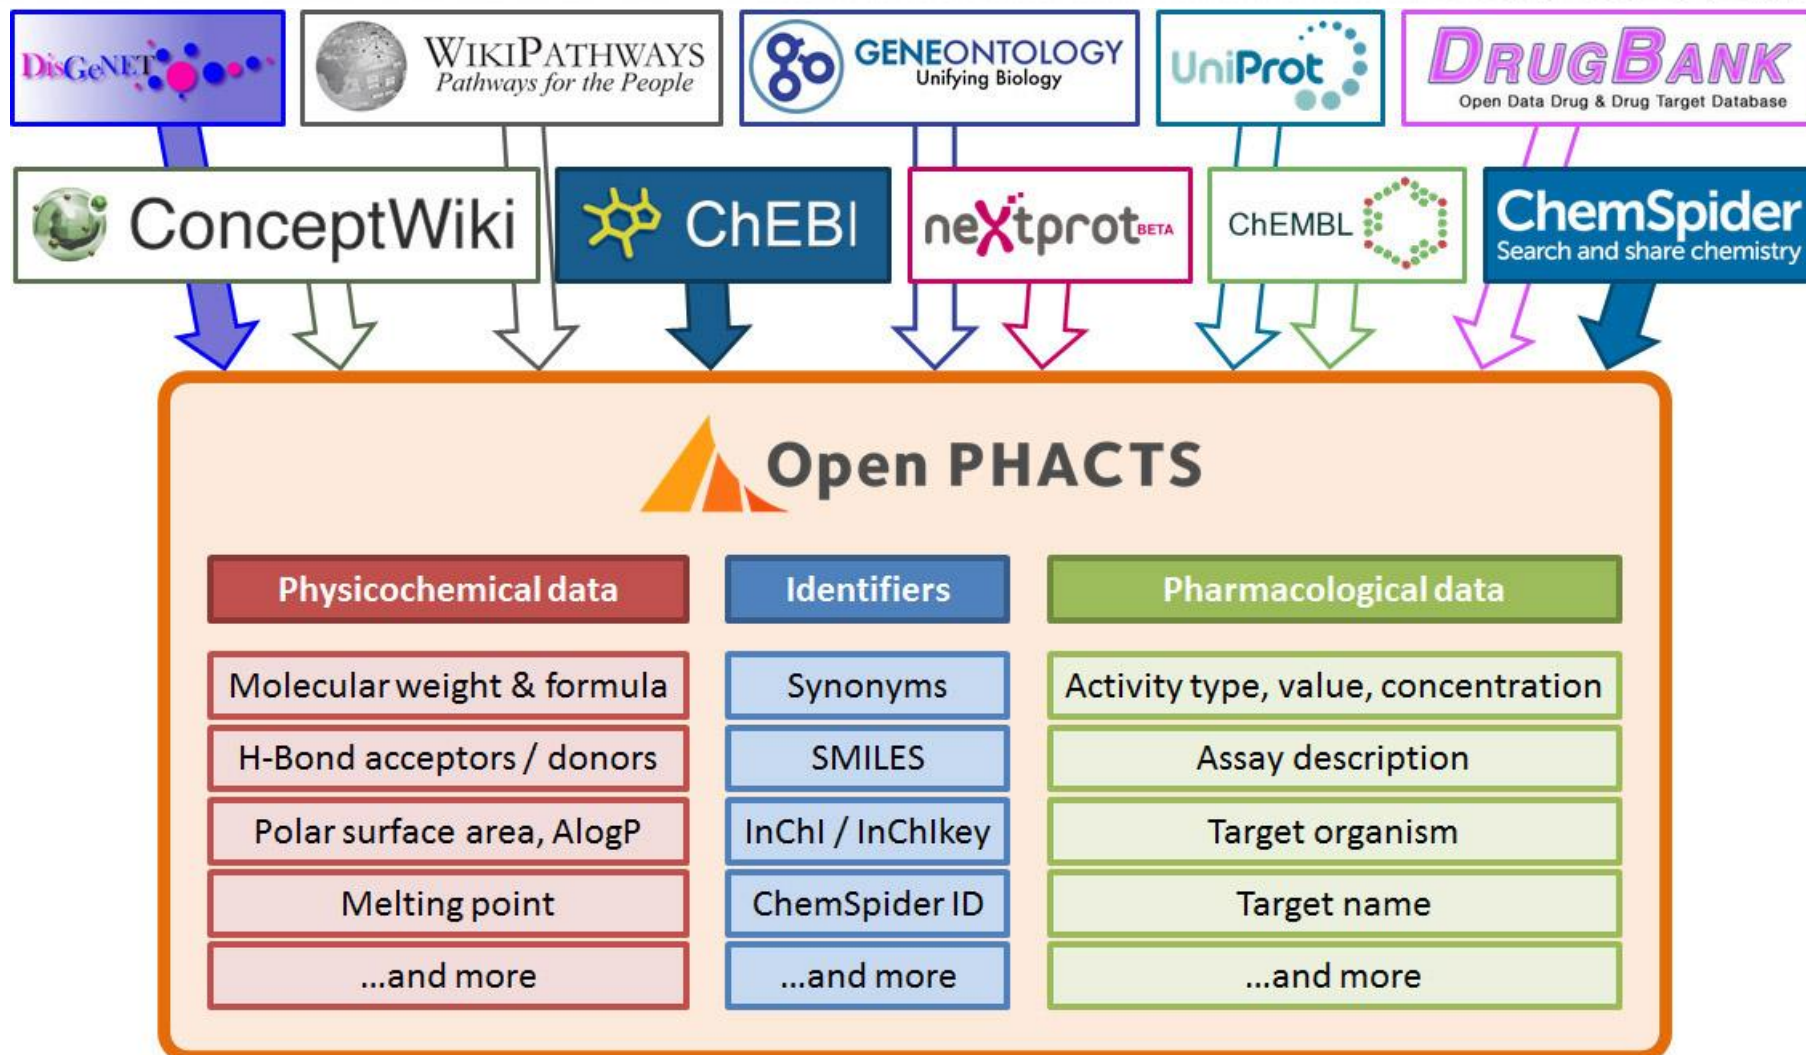 DisGeNET
WIKIPATHWAYS
Pathways for the People
go
GENEONTOLOGY
Unifying Biology
UniProt
DRUGBANK
Open Data Drug & Drug Target Database
ConceptWiki
ChEBI
neXtprot BETA
ChEMBL
ChemSpider
Search and share chemistry
Open PHACTS
Physicochemical data
Identifiers
Pharmacological data
Molecular weight & formula
Synonyms
Activity type, value, concentration
H-Bond acceptors / donors
SMILES
Assay description
Polar surface area, AlogP
InChI / InChIkey
Target organism
Melting point
ChemSpider ID
Target name
...and more
...and more
...and more